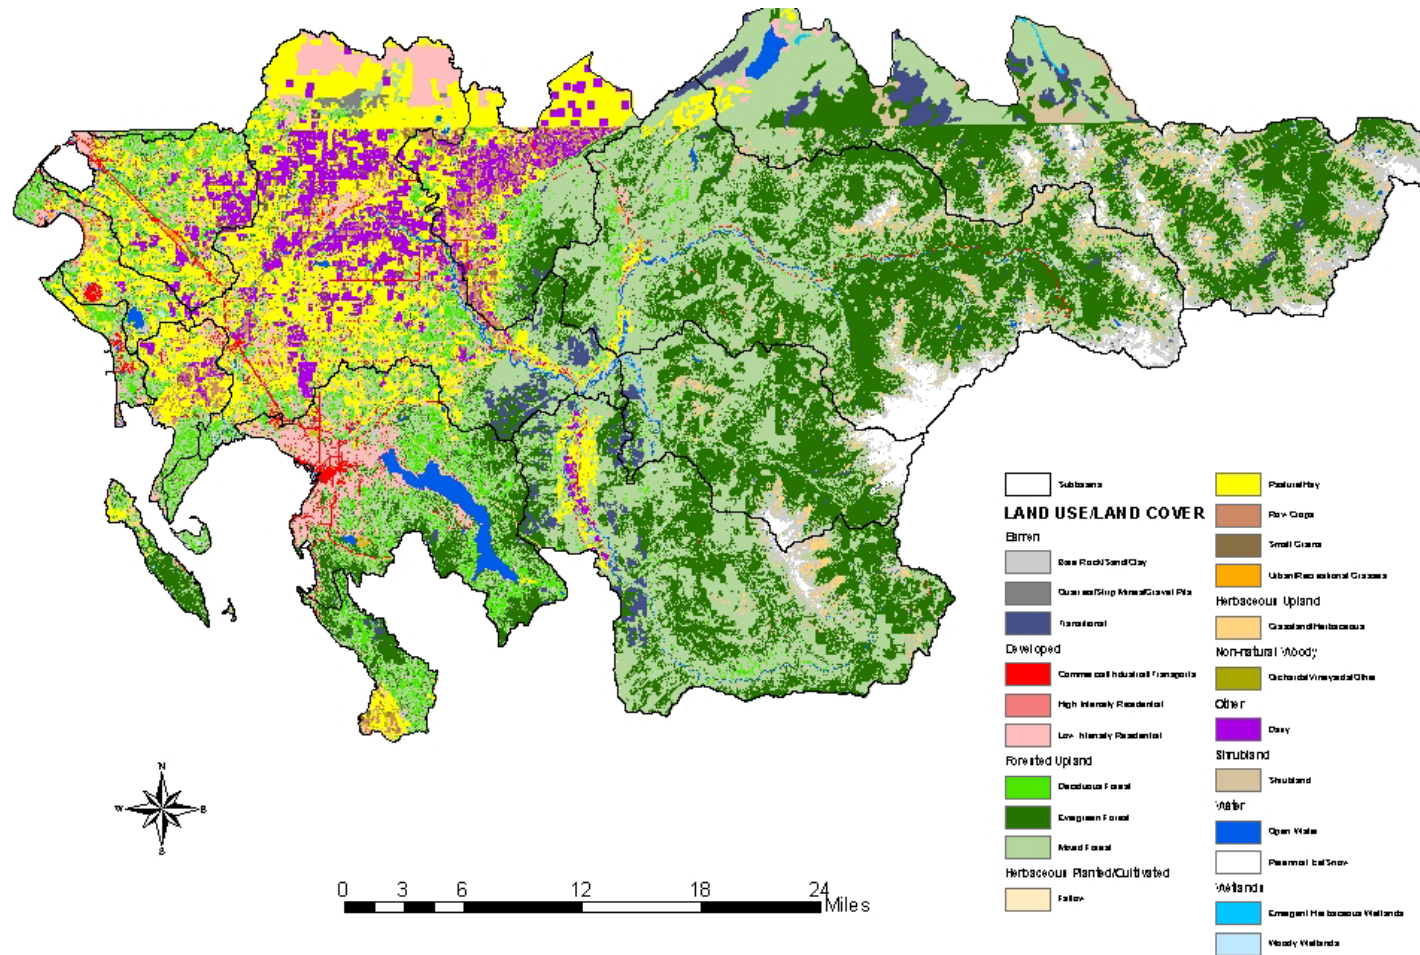 Subbasins
LAND USE/LAND COVER
Barren
Bare Rock/Sand/Clay
Quarries/Strip Mines/Gravel Pits
Transitional
Developed
Commercial/Industrial/Transports
High Intensity Residential
Low Intensity Residential
Forested Upland
Deciduous Forest
Evergreen Forest
Mixed Forest
Herbaceous Planted/Cultivated
Fallow
Pasture/Hay
Row Crops
Small Grains
Urban/Recreational Grasses
Herbaceous Upland
Grassland/Herbaceous
Non-natural Woody
Orchards/Vineyards/Other
Other
Dairy
Shrubland
Shrubland
Water
Open Water
Perennial Ice/Snow
Wetlands
Emergent Herbaceous Wetlands
Woody Wetlands
N
W E
S
0 3 6 12 18 24
Miles